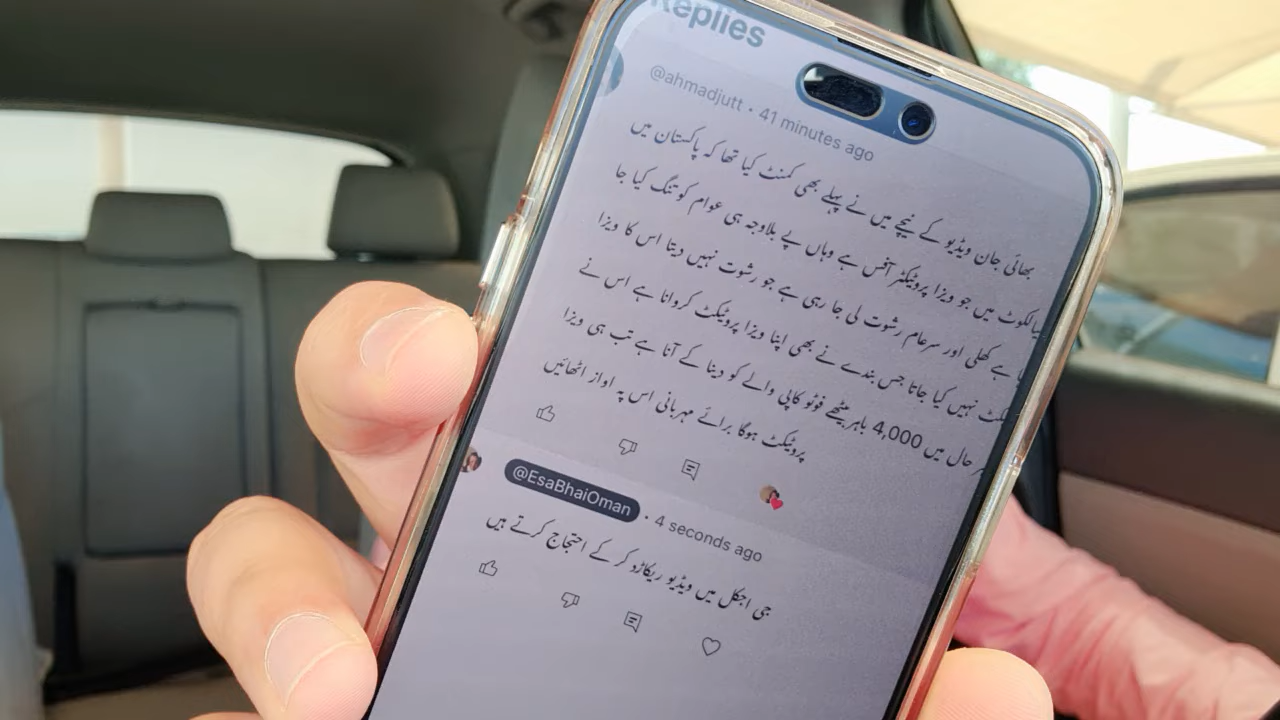 Replies
@ahmadjutt · 41 minutes ago
بھائی جان ویڈیو کے نیچے میں نے پہلے بھی کمنٹ کیا تھا کہ پاکستان میں
یالکوٹ میں جو ویزا پروٹیکٹر آفس ہے وہاں پے بلاوجہ ہی عوام کو تنگ کیا جا
ہے کھلی اور سرعام رشوت لی جا رہی ہے جو رشوت نہیں دیتا اس کا ویزا
نہیں کیا جاتا جس بندے نے بھی اپنا ویزا پروٹیکٹ کروانا ہے اس نے
حال میں 4,000 باہر بیٹھے فوٹو کاپی والے کو دینا کے آنا ہے تب ہی ویزا
پروٹیکٹ ہوگا برائے مہربانی اس پہ اواز اٹھائیں
@EsaBhaiOman · 4 seconds ago
جی اجکل میں ویڈیو ریکاڑد کر کے احتجاج کرتے ہیں